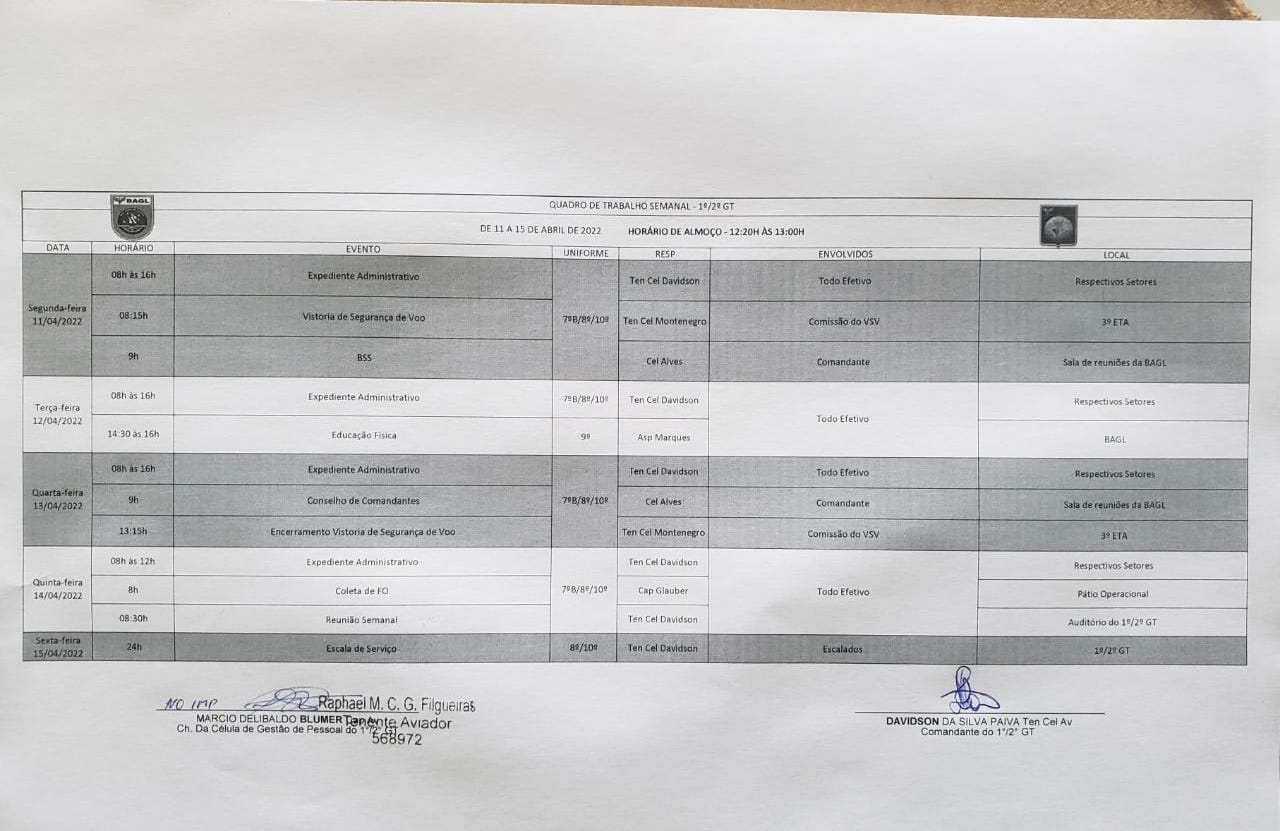 BAGL
QUADRO DE TRABALHO SEMANAL - 1º/2º GT
DE 11 A 15 DE ABRIL DE 2022 HORÁRIO DE ALMOÇO - 12:20H ÀS 13:00H
DATA HORÁRIO EVENTO UNIFORME RESP ENVOLVIDOS LOCAL
Segunda-feira 11/04/2022
08h às 16h Expediente Administrativo 7ºB/8º/10º Ten Cel Davidson Todo Efetivo Respectivos Setores
08:15h Vistoria de Segurança de Voo Ten Cel Montenegro Comissão do VSV 3º ETA
9h BSS Cel Alves Comandante Sala de reuniões da BAGL
Terça-feira 12/04/2022
08h às 16h Expediente Administrativo 7ºB/8º/10º Ten Cel Davidson Todo Efetivo Respectivos Setores
14:30 às 16h Educação Física 9º Asp Marques BAGL
Quarta-feira 13/04/2022
08h às 16h Expediente Administrativo 7ºB/8º/10º Ten Cel Davidson Todo Efetivo Respectivos Setores
9h Conselho de Comandantes Cel Alves Comandante Sala de reuniões da BAGL
13:15h Encerramento Vistoria de Segurança de Voo Ten Cel Montenegro Comissão do VSV 3º ETA
Quinta-feira 14/04/2022
08h às 12h Expediente Administrativo 7ºB/8º/10º Ten Cel Davidson Todo Efetivo Respectivos Setores
8h Coleta de FO Cap Glauber Pátio Operacional
08:30h Reunião Semanal Ten Cel Davidson Auditório do 1º/2º GT
Sexta-feira 15/04/2022
24h Escala de Serviço 8º/10º Ten Cel Davidson Escalados 1º/2º GT
NO IMP
Raphael M. C. G. Filgueiras
Tenente Aviador
568972
MARCIO DELIBALDO BLUMER
Ch. Da Célula de Gestão de Pessoal do 1º/2º GT
DAVIDSON DA SILVA PAIVA Ten Cel Av
Comandante do 1º/2º GT